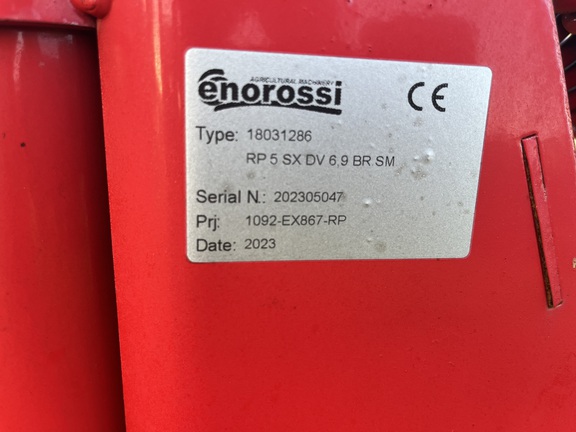 AGRICULTURAL MACHINERY
enorossi
CE
Type: 18031286
RP 5 SX DV 6,9 BR SM
Serial N.: 202305047
Prj: 1092-EX867-RP
Date: 2023